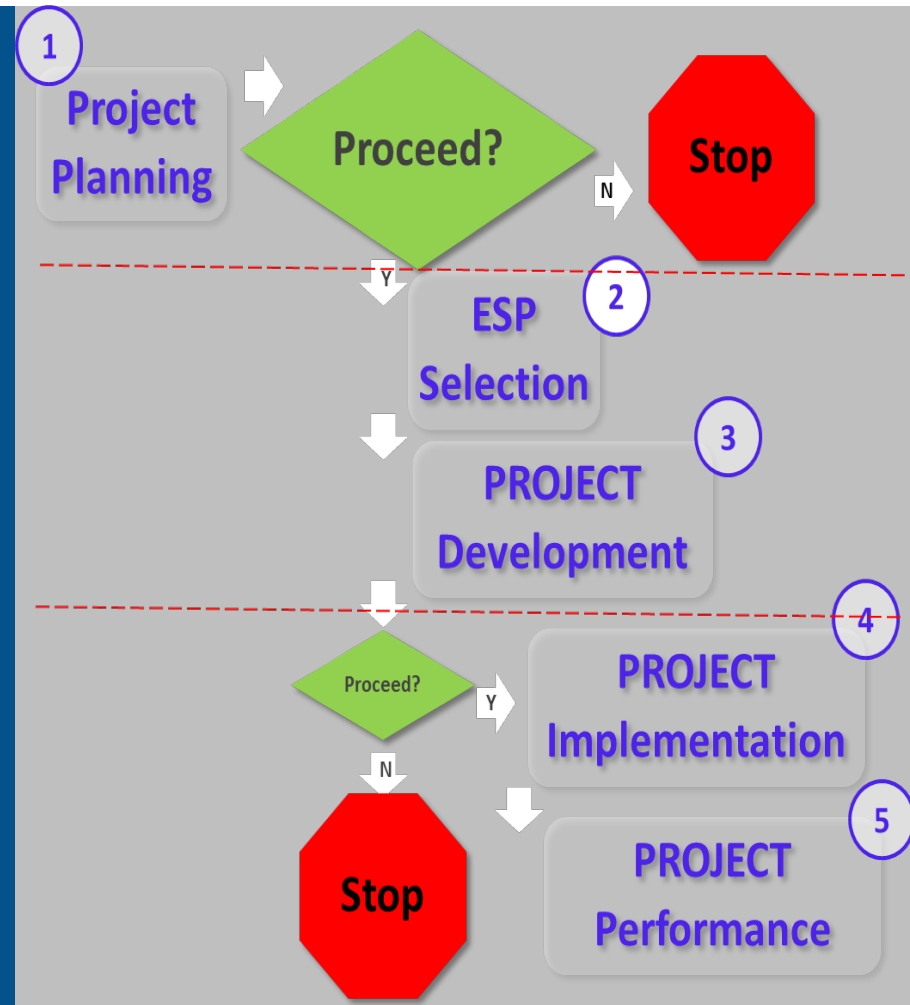 1
Project
Planning
Proceed?
N
Stop
Y
2
ESP
Selection
3
PROJECT
Development
4
Proceed?
Y
PROJECT
Implementation
N
5
Stop
PROJECT
Performance